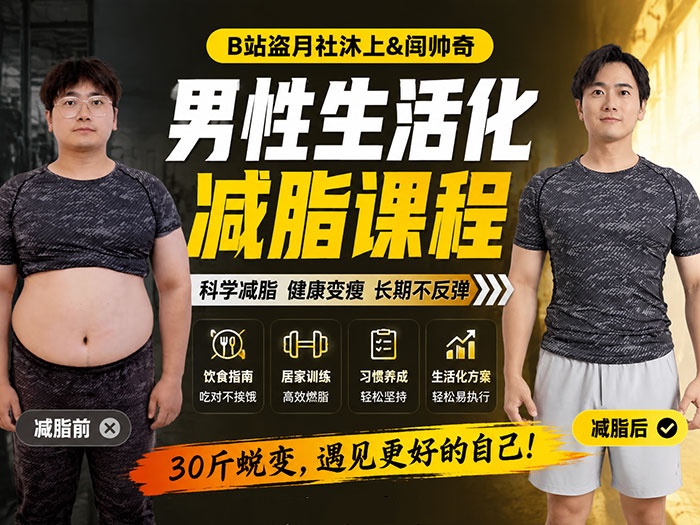 B站盗月社沐上&闾帅奇
男性生活化
减脂课程
科学减脂 健康变瘦 长期不反弹
饮食指南
吃对不挨饿
居家训练
高效燃脂
习惯养成
轻松坚持
生活化方案
轻松易执行
减脂前
减脂后
30斤蜕变，遇见更好的自己！